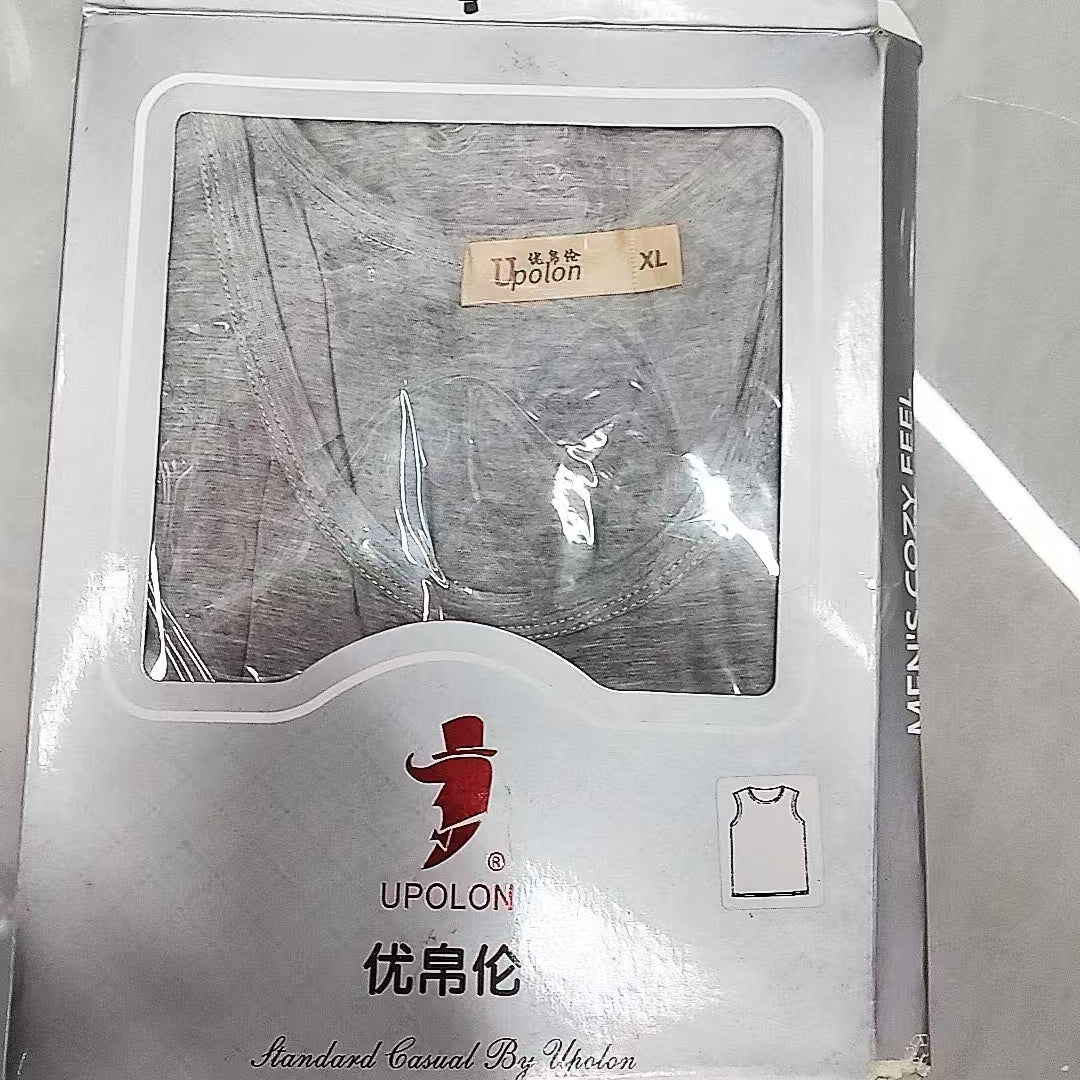 优帛伦
Upolon
XL
MEN'S COZY FEEL
®
UPOLON
优帛伦
Standard Casual By Upolon